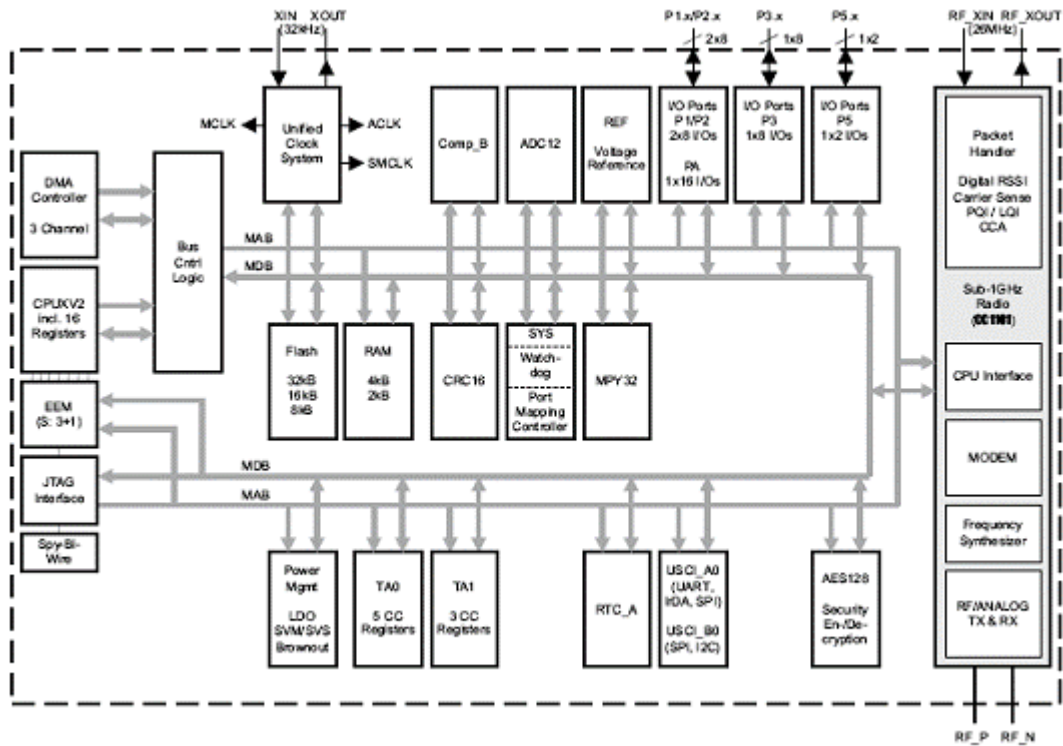 XIN XOUT
(32kHz)
P1.x/P2.x
2x8
P3.x
1x8
P5.x
1x2
RF_XIN RF_XOUT
(26MHz)
MCLK
Unified
Clock
System
ACLK
SMCLK
Comp_B
ADC12
REF
Voltage
Reference
I/O Ports
P1/P2
2x8 I/Os
PA
1x16 I/Os
I/O Ports
P3
1x8 I/Os
I/O Ports
P5
1x2 I/Os
Packet
Handler
Digital RSSI
Carrier Sense
PQI / LQI
CCA
DMA
Controller
3 Channel
Bus
Cntrl
Logic
MAB
MDB
CPUXV2
incl. 16
Registers
Flash
32kB
16kB
8kB
RAM
4kB
2kB
CRC16
SYS
Watch-
dog
Port
Mapping
Controller
MPY32
Sub-1GHz
Radio
(CC1101)
CPU Interface
EEM
(S: 3+1)
JTAG
Interface
Spy-Bi-
Wire
MDB
MAB
MODEM
Frequency
Synthesizer
RF/ANALOG
TX & RX
Power
Mgmt
LDO
SVM/SVS
Brownout
TA0
5 CC
Registers
TA1
3 CC
Registers
RTC_A
USCI_A0
(UART,
IrDA, SPI)
USCI_B0
(SPI, I2C)
AES128
Security
En-/De-
cryption
RF_P RF_N